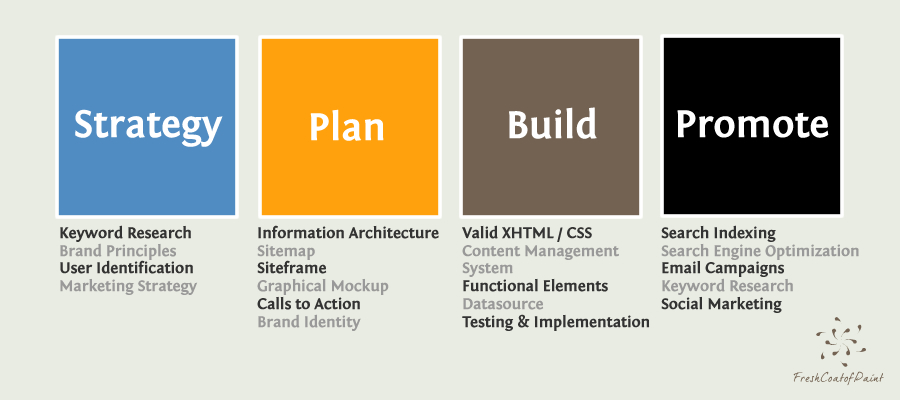 Strategy
Keyword Research
Brand Principles
User Identification
Marketing Strategy
Plan
Information Architecture
Sitemap
Siteframe
Graphical Mockup
Calls to Action
Brand Identity
Build
Valid XHTML / CSS
Content Management
System
Functional Elements
Datasource
Testing & Implementation
Promote
Search Indexing
Search Engine Optimization
Email Campaigns
Keyword Research
Social Marketing
FreshCoatofPaint